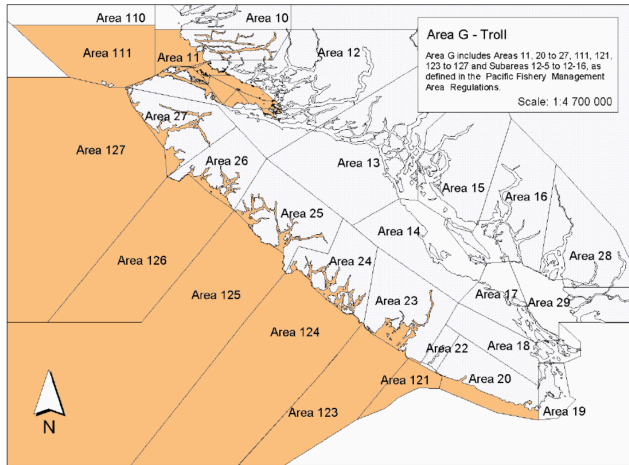 Area 110
Area 10
Area 111
Area 11
Area 12
Area G - Troll
Area G includes Areas 11, 20 to 27, 111, 121,
123 to 127 and Subareas 12-5 to 12-16, as
defined in the Pacific Fishery Management
Area Regulations.
Scale: 1:4 700 000
Area 27
Area 127
Area 26
Area 13
Area 15
Area 16
Area 25
Area 14
Area 28
Area 126
Area 24
Area 125
Area 17
Area 29
Area 23
Area 124
Area 22
Area 18
Area 121
Area 20
Area 123
Area 19
N